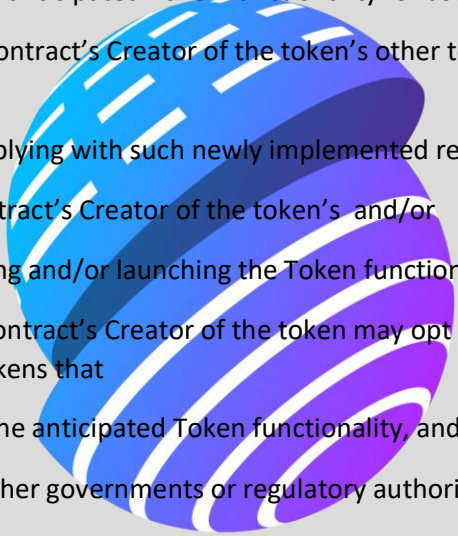 ontract’s Creator of the token’s other t
plying with such newly implemented re
tract’s Creator of the token’s and/or
ng and/or launching the Token function
ontract’s Creator of the token may opt
kens that
he anticipated Token functionality, and
her governments or regulatory authori